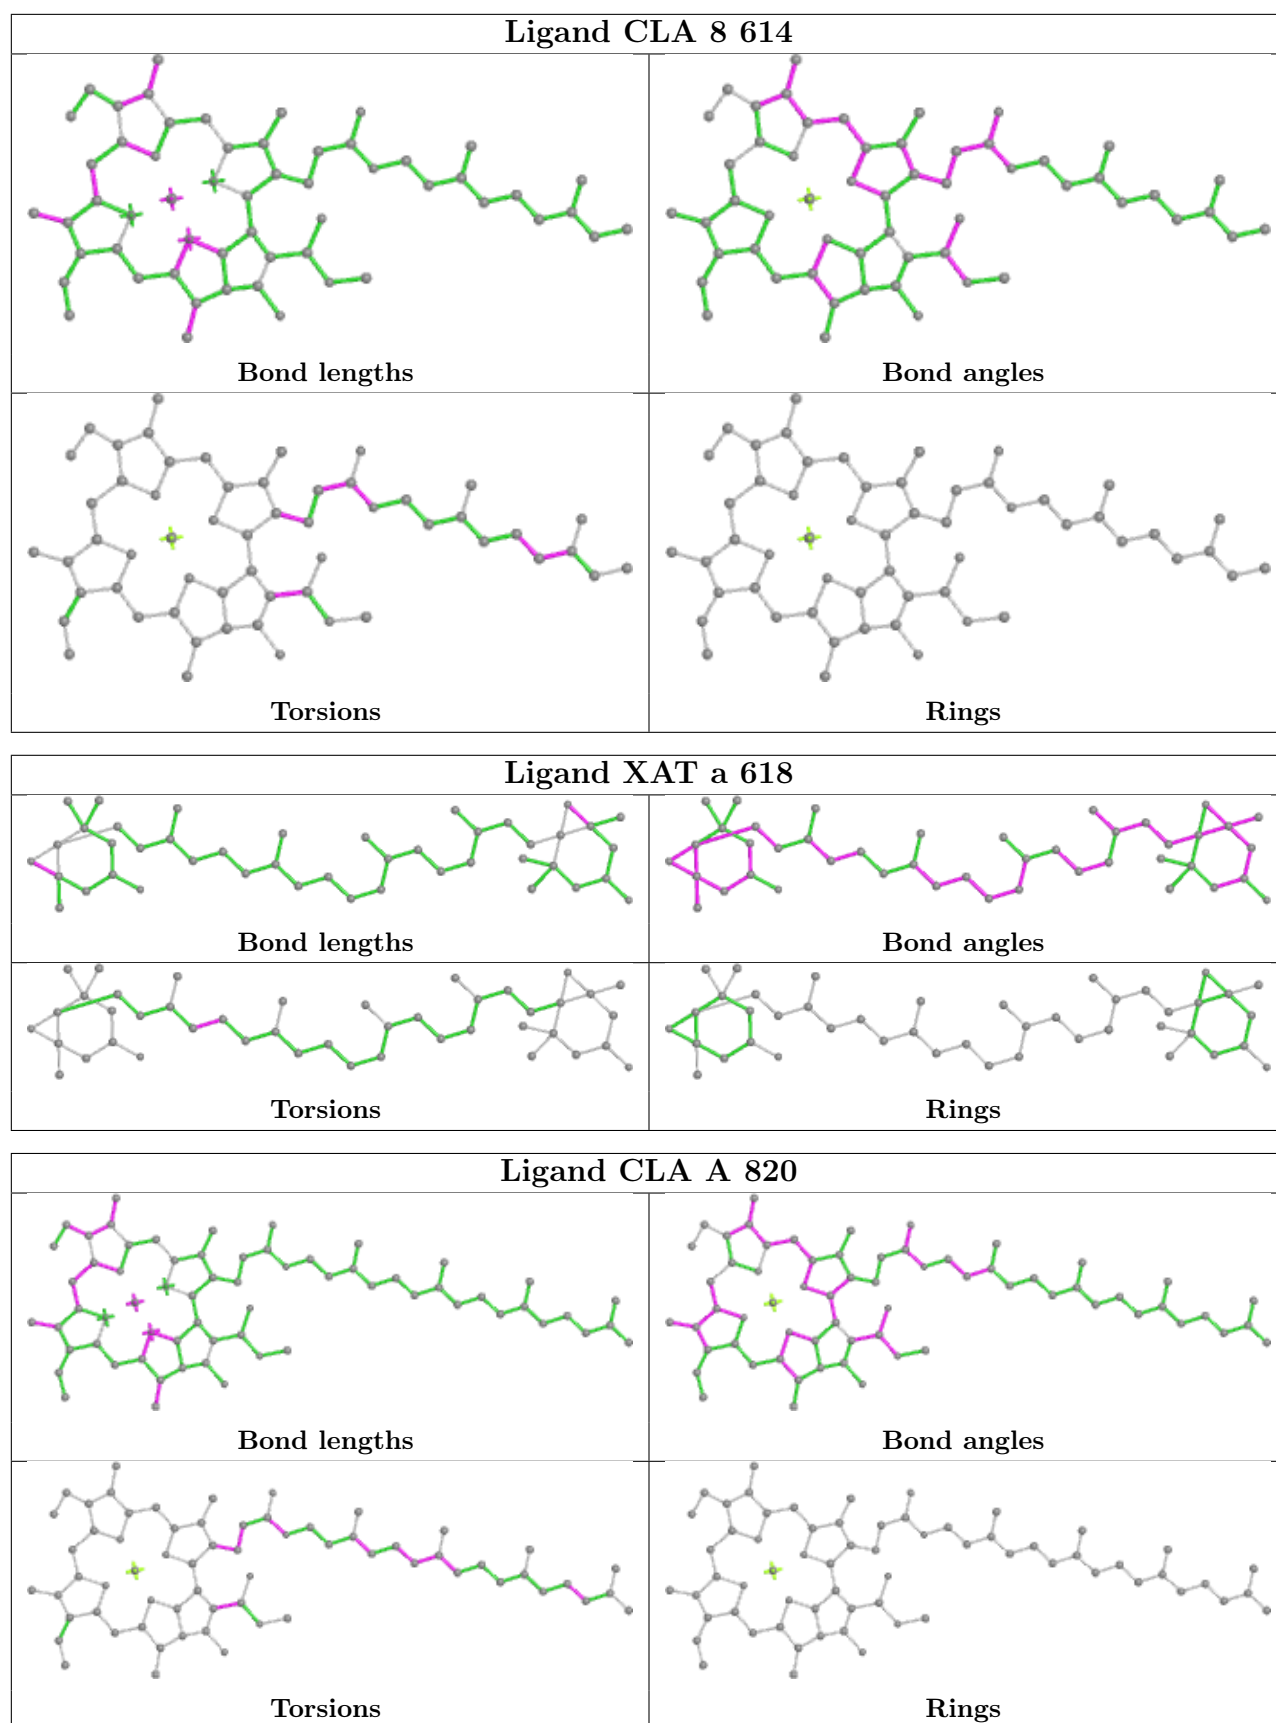 Ligand CLA 8 614
Bond lengths
Bond angles
Torsions
Rings
Ligand XAT a 618
Bond lengths
Bond angles
Torsions
Rings
Ligand CLA A 820
Bond lengths
Bond angles
Torsions
Rings